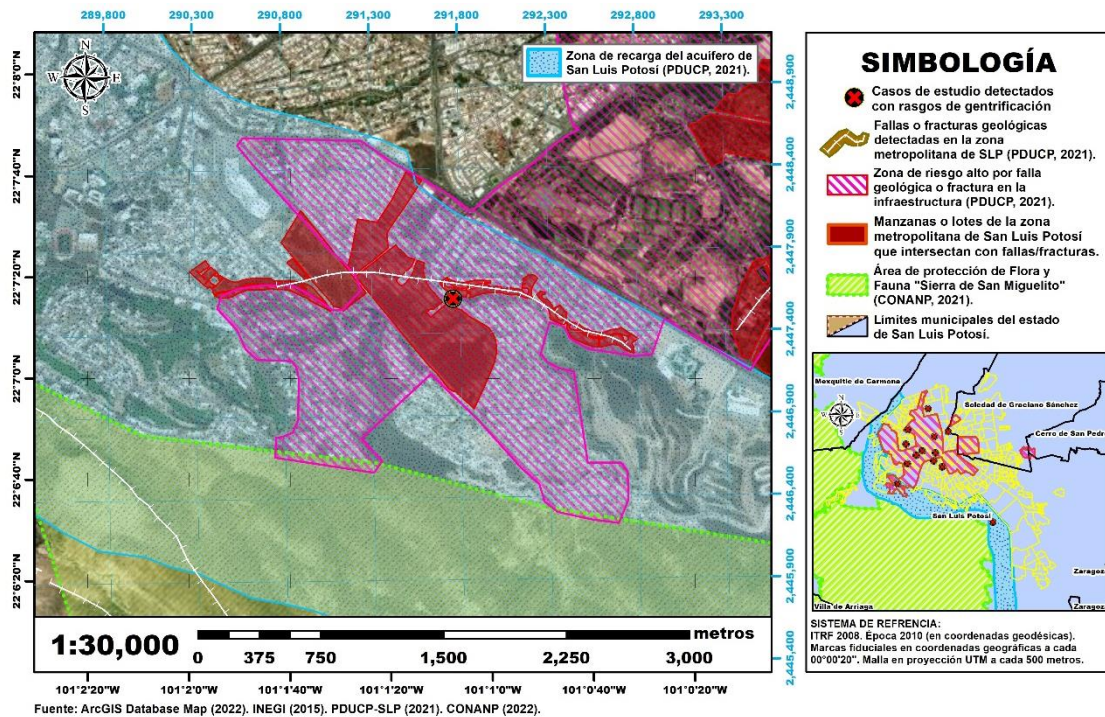 289,800 290,300 290,800 291,300 291,800 292,300 292,800 293,300
22°8'0"N
22°7'40"N
22°7'20"N
22°7'0"N
22°6'40"N
22°6'20"N
N
W E
S
Zona de recarga del acuífero de
San Luis Potosí (PDUCP, 2021).
2,448,900
2,448,400
2,447,900
2,447,400
2,446,900
2,446,400
2,445,900
2,445,400
1:30,000
metros
0 375 750 1,500 2,250 3,000
101°2'20"W 101°2'0"W 101°1'40"W 101°1'20"W 101°1'0"W 101°0'40"W 101°0'20"W
Fuente: ArcGIS Database Map (2022). INEGI (2015). PDUCP-SLP (2021). CONANP (2022).
SIMBOLOGÍA
Casos de estudio detectados
con rasgos de gentrificación
Fallas o fracturas geológicas
detectadas en la zona
metropolitana de SLP (PDUCP, 2021).
Zona de riesgo alto por falla
geológica o fractura en la
infraestructura (PDUCP, 2021).
Manzanas o lotes de la zona
metropolitana de San Luis Potosí
que intersectan con fallas/fracturas.
Área de protección de Flora y
Fauna "Sierra de San Miguelito"
(CONANP, 2021).
Límites municipales del estado
de San Luis Potosí.
Mexquitic de Carmona
N
W E
S
Soledad de Graciano Sánchez
Cerro de San Pedro
San Luis Potosí
Zaragoza
Villa de Arriaga
Zaragoza
SISTEMA DE REFRENCIA:
ITRF 2008. Época 2010 (en coordenadas geodésicas).
Marcas fiduciales en coordenadas geográficas a cada
00°00'20". Malla en proyección UTM a cada 500 metros.